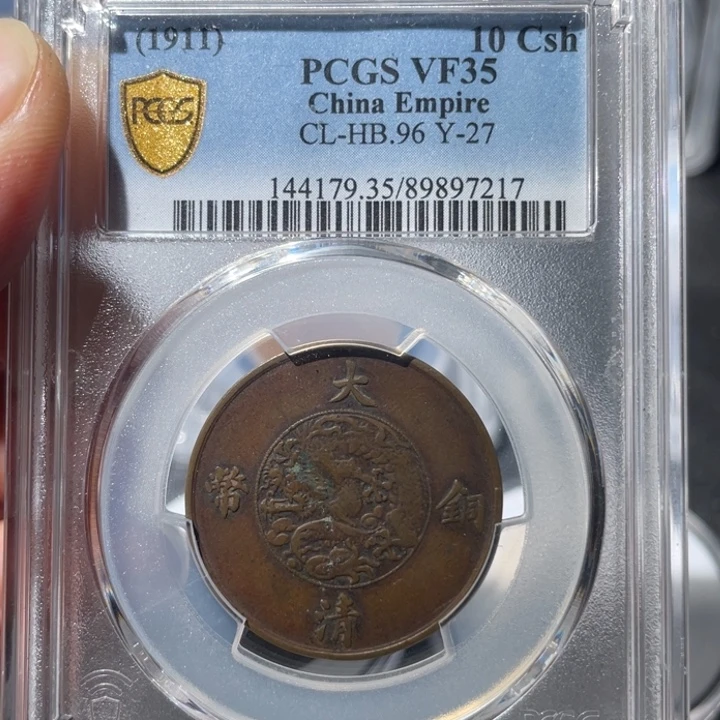 (1911) 10 Csh
PCGS VF35
China Empire
CL-HB.96 Y-27
144179.35/89897217
PCGS
大
幣 銅
清
PCGS